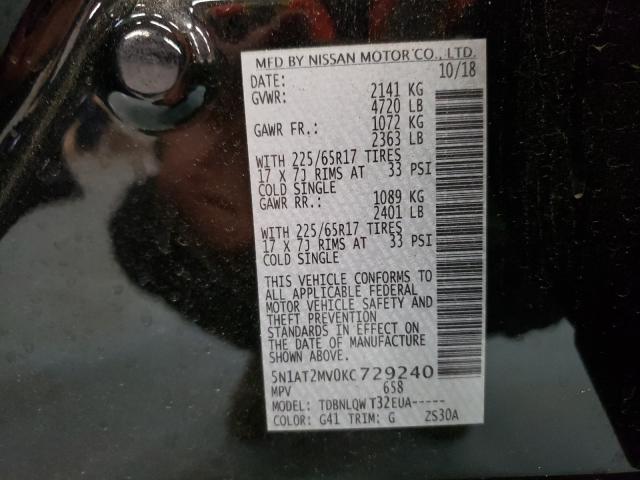 MFD BY NISSAN MOTOR CO., LTD.
DATE: 10/18
GVWR: 2141 KG
4720 LB
GAWR FR.: 1072 KG
2363 LB
WITH 225/65R17 TIRES
17 X 7J RIMS AT 33 PSI
COLD SINGLE
GAWR RR.: 1089 KG
2401 LB
WITH 225/65R17 TIRES
17 X 7J RIMS AT 33 PSI
COLD SINGLE
THIS VEHICLE CONFORMS TO
ALL APPLICABLE FEDERAL
MOTOR VEHICLE SAFETY AND
THEFT PREVENTION
STANDARDS IN EFFECT ON
THE DATE OF MANUFACTURE
SHOWN ABOVE.
5N1AT2MV0KC729240
MPV 658
MODEL: TDBNLQW T32EUA-----
COLOR: G41 TRIM: G ZS30A